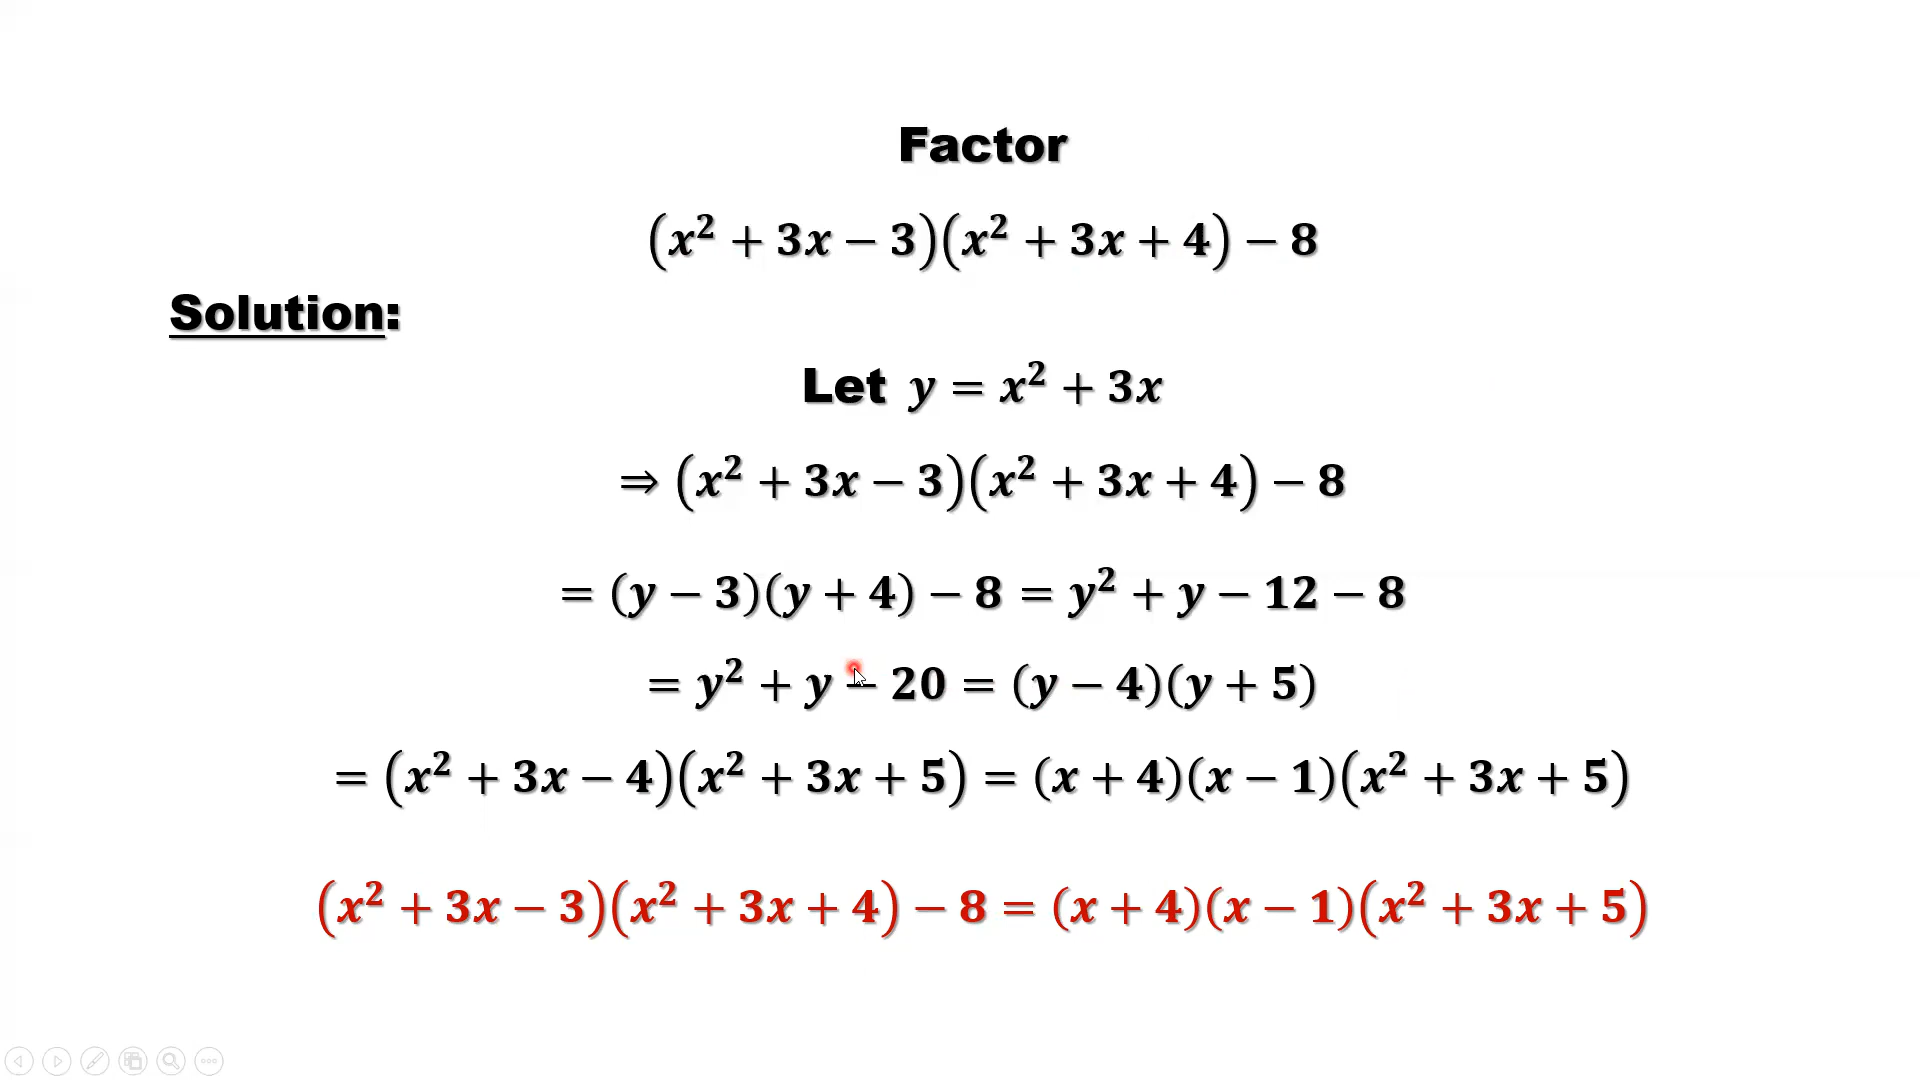 Factor
(x² + 3x − 3)(x² + 3x + 4) − 8
Solution:
Let y = x² + 3x
⇒ (x² + 3x − 3)(x² + 3x + 4) − 8
= (y − 3)(y + 4) − 8 = y² + y − 12 − 8
= y² + y − 20 = (y − 4)(y + 5)
= (x² + 3x − 4)(x² + 3x + 5) = (x + 4)(x − 1)(x² + 3x + 5)
(x² + 3x − 3)(x² + 3x + 4) − 8 = (x + 4)(x − 1)(x² + 3x + 5)